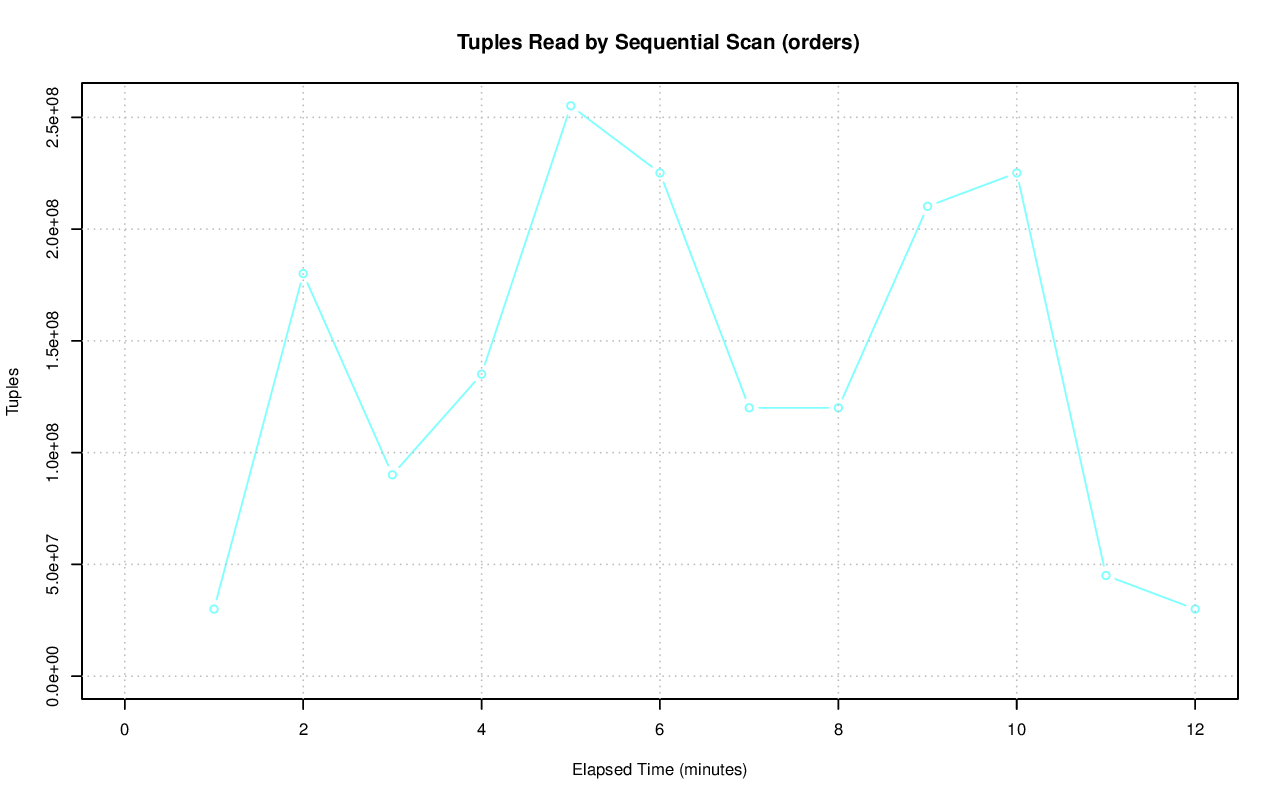 Tuples Read by Sequential Scan (orders)
Tuples
2.5e+08
2.0e+08
1.5e+08
1.0e+08
5.0e+07
0.0e+00
0 2 4 6 8 10 12
Elapsed Time (minutes)